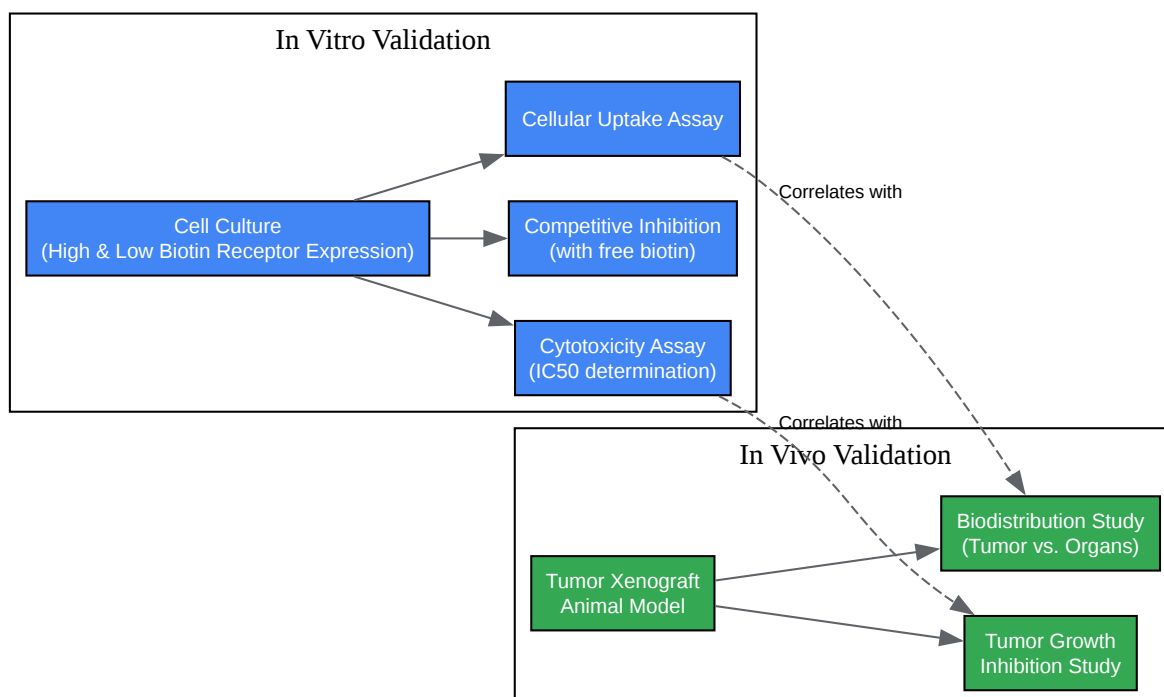 In Vitro Validation
Cellular Uptake Assay
Correlates with
Cell Culture
(High & Low Biotin Receptor Expression)
Competitive Inhibition
(with free biotin)
Cytotoxicity Assay
(IC50 determination)
Correlates with
In Vivo Validation
Biodistribution Study
(Tumor vs. Organs)
Tumor Xenograft
Animal Model
Tumor Growth
Inhibition Study